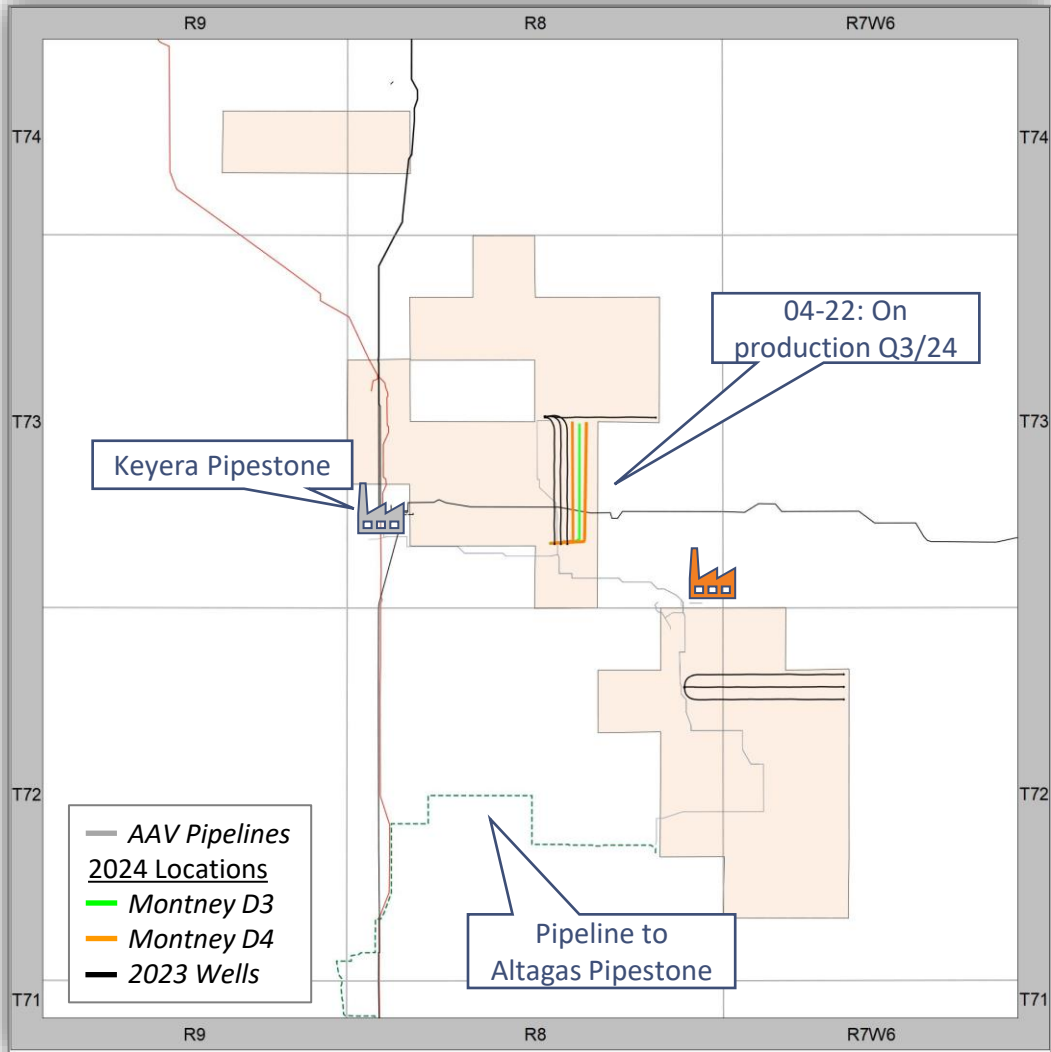 R9 R8 R7W6
T74 T74
04-22: On
production Q3/24
T73 T73
Keyera Pipestone
T72 T72
AAV Pipelines
2024 Locations
Montney D3
Montney D4
2023 Wells
Pipeline to
Altagas Pipestone
T71 T71
R9 R8 R7W6